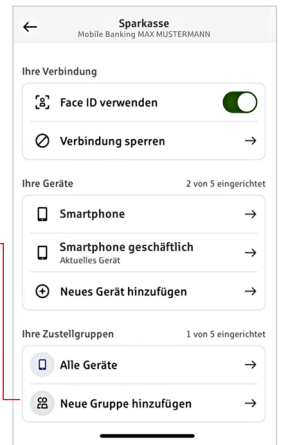 Sparkasse
Mobile Banking MAX MUSTERMANN
Ihre Verbindung
Face ID verwenden
Verbindung sperren
Ihre Geräte 2 von 5 eingerichtet
Smartphone
Smartphone geschäftlich
Aktuelles Gerät
Neues Gerät hinzufügen
Ihre Zustellgruppen 1 von 5 eingerichtet
Alle Geräte
Neue Gruppe hinzufügen